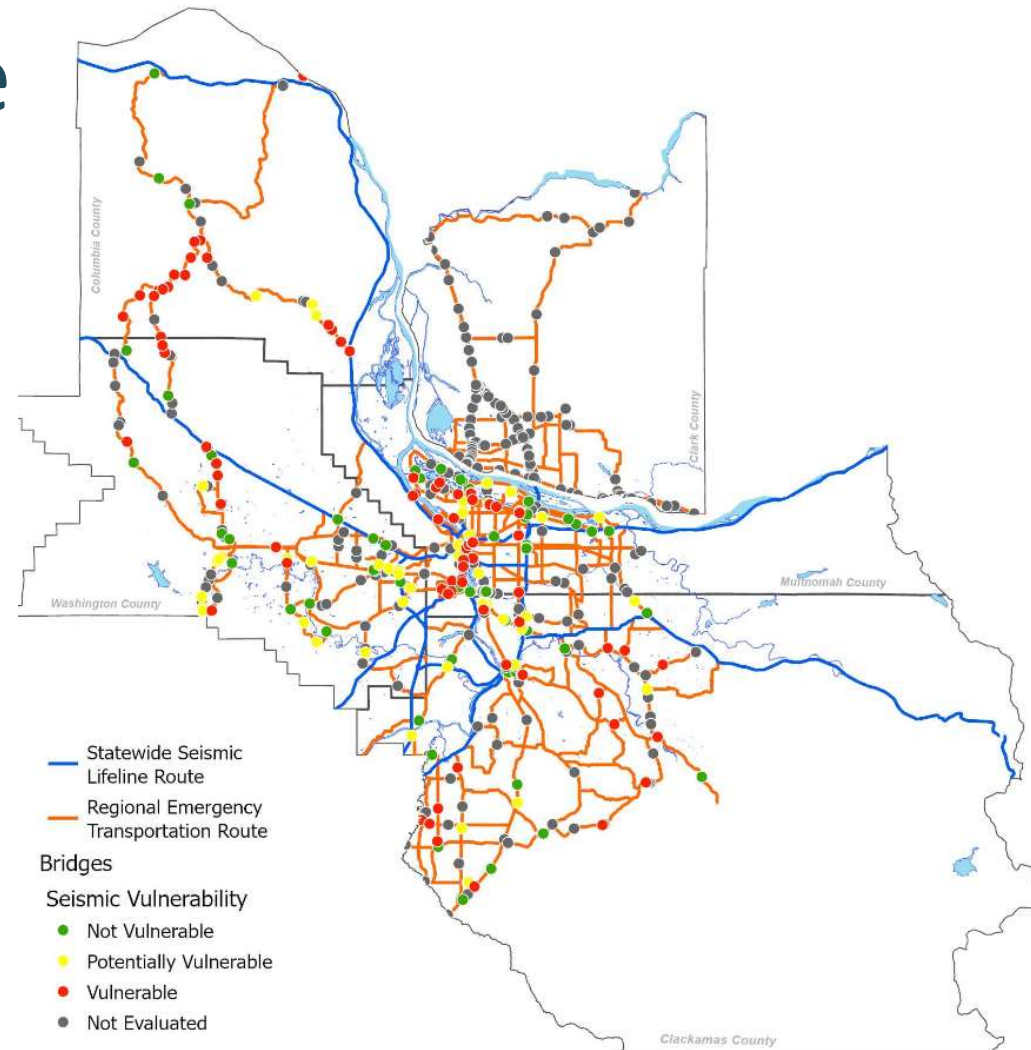 e
Columbia County
Clark County
Multnomah County
Washington County
Statewide Seismic
Lifeline Route
Regional Emergency
Transportation Route
Bridges
Seismic Vulnerability
Not Vulnerable
Potentially Vulnerable
Vulnerable
Not Evaluated
Clackamas County